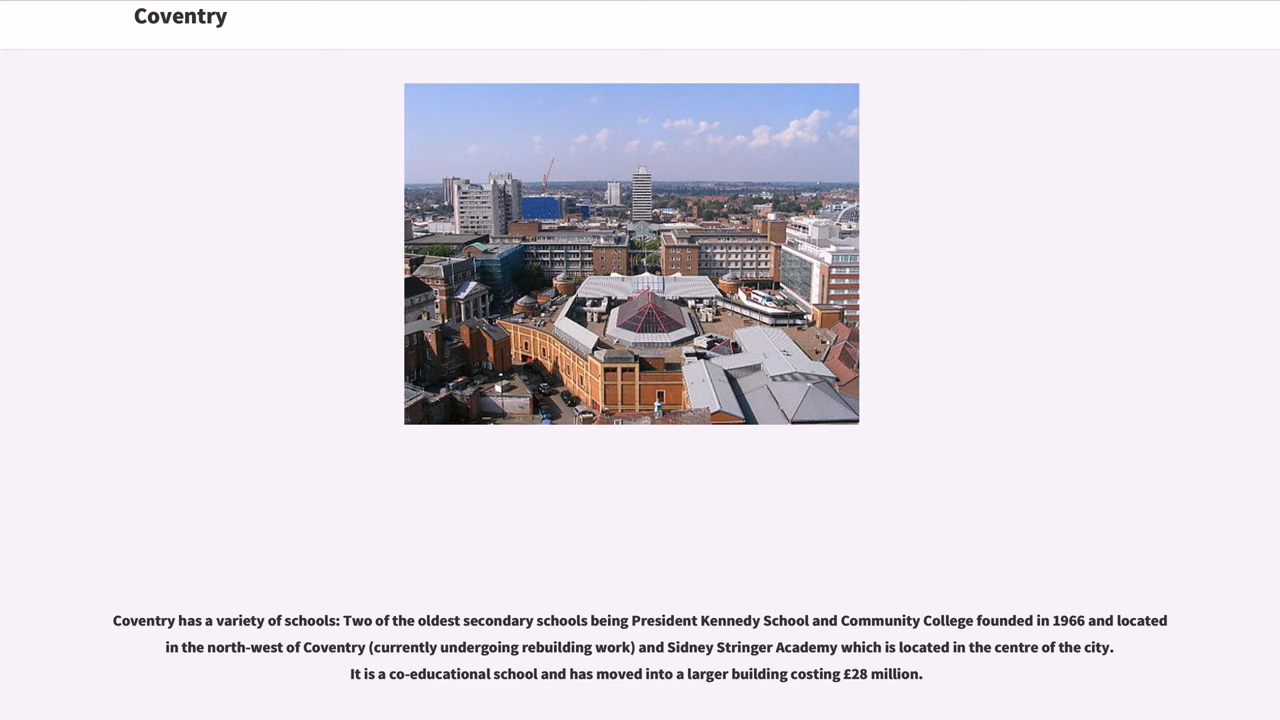 Coventry
Coventry has a variety of schools: Two of the oldest secondary schools being President Kennedy School and Community College founded in 1966 and located
in the north-west of Coventry (currently undergoing rebuilding work) and Sidney Stringer Academy which is located in the centre of the city.
It is a co-educational school and has moved into a larger building costing £28 million.